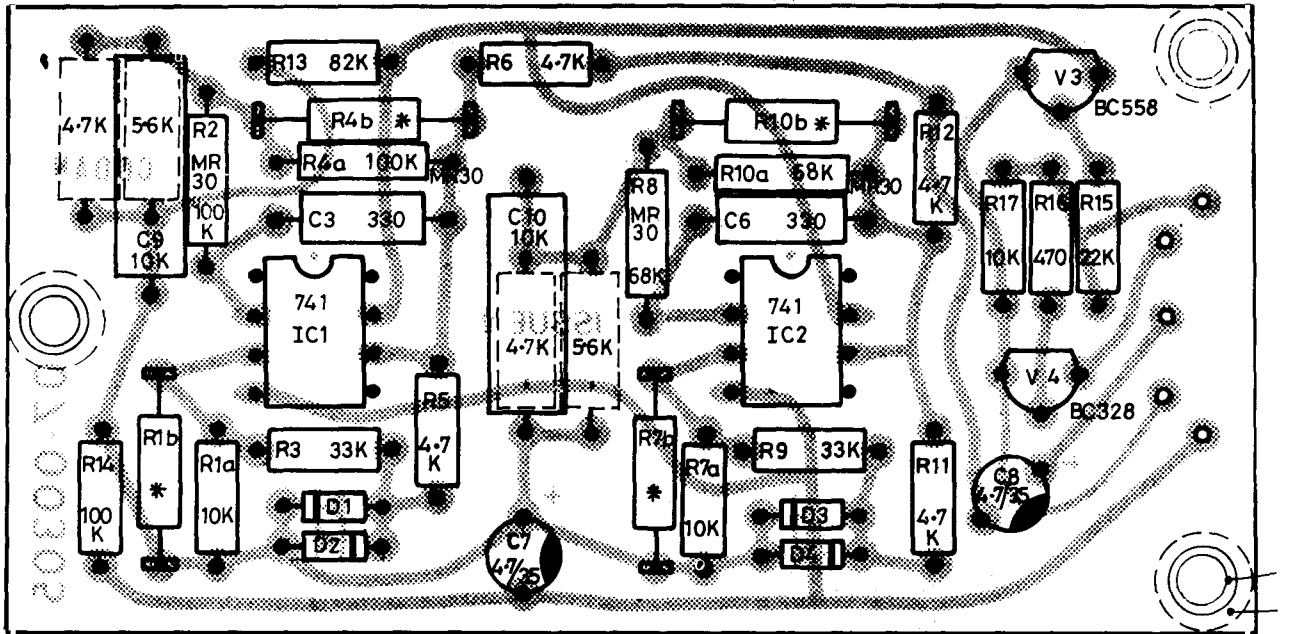 R13 82K
R6 4.7K
V3
BC558
4.7K
56K
R2
MR
30
100
K
R4b *
R4a 100K
MR30
C3 330
C9
10K
C10
10K
4.7K
56K
R8
MR
30
68K
R10b *
R10a 68K
MR30
C6 330
R12
4.7
K
R17
10K
R16
470
R15
22K
741
IC1
741
IC2
V4
BC328
R14
100
K
R1b
*
R1a
10K
R3 33K
R5
4.7
K
D1
D2
C7
4.7/35
+
R7b
*
R7a
10K
R9 33K
D3
D4
R11
4.7
K
C8
4.7/35
+
ISSUE